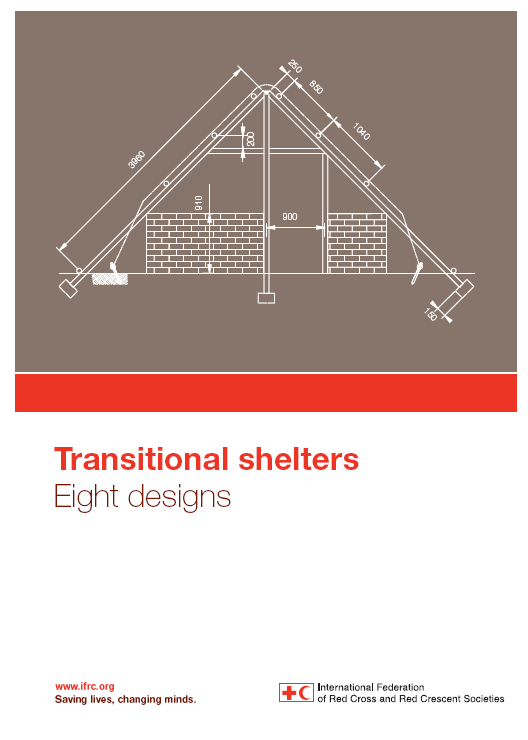 250
850
1040
3960
200
910
900
150
Transitional shelters
Eight designs
www.ifrc.org
Saving lives, changing minds.
International Federation
of Red Cross and Red Crescent Societies